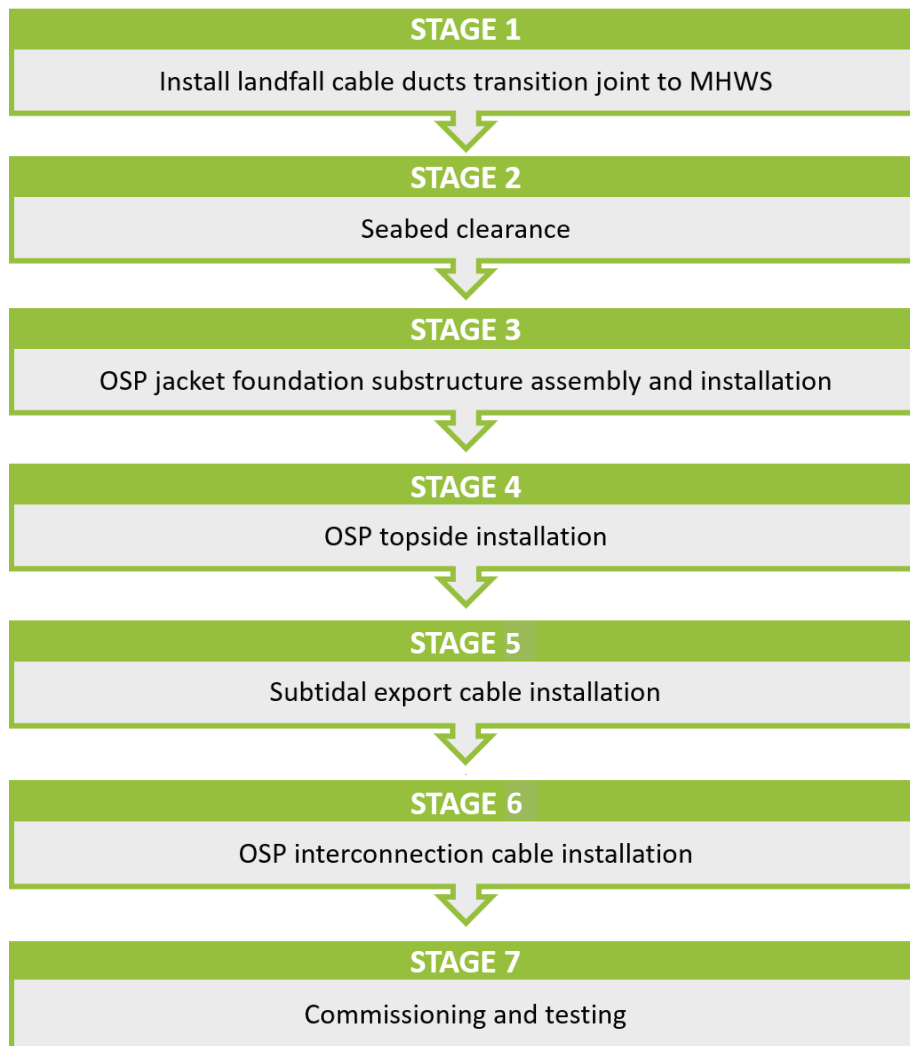 STAGE 1
Install landfall cable ducts transition joint to MHWS
STAGE 2
Seabed clearance
STAGE 3
OSP jacket foundation substructure assembly and installation
STAGE 4
OSP topside installation
STAGE 5
Subtidal export cable installation
STAGE 6
OSP interconnection cable installation
STAGE 7
Commissioning and testing